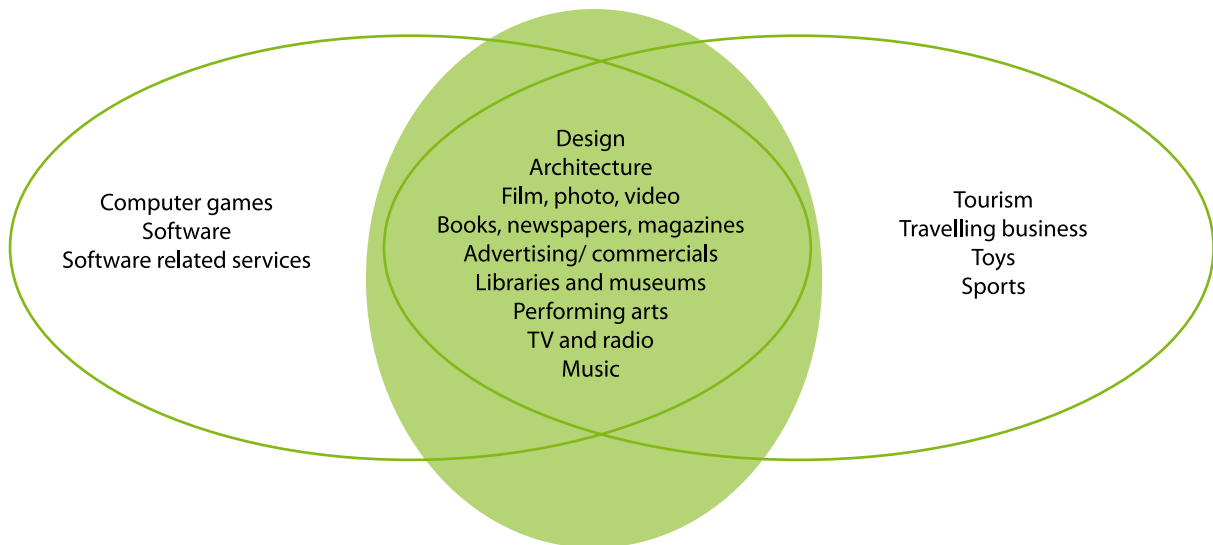 Computer games
Software
Software related services
Design
Architecture
Film, photo, video
Books, newspapers, magazines
Advertising/ commercials
Libraries and museums
Performing arts
TV and radio
Music
Tourism
Travelling business
Toys
Sports